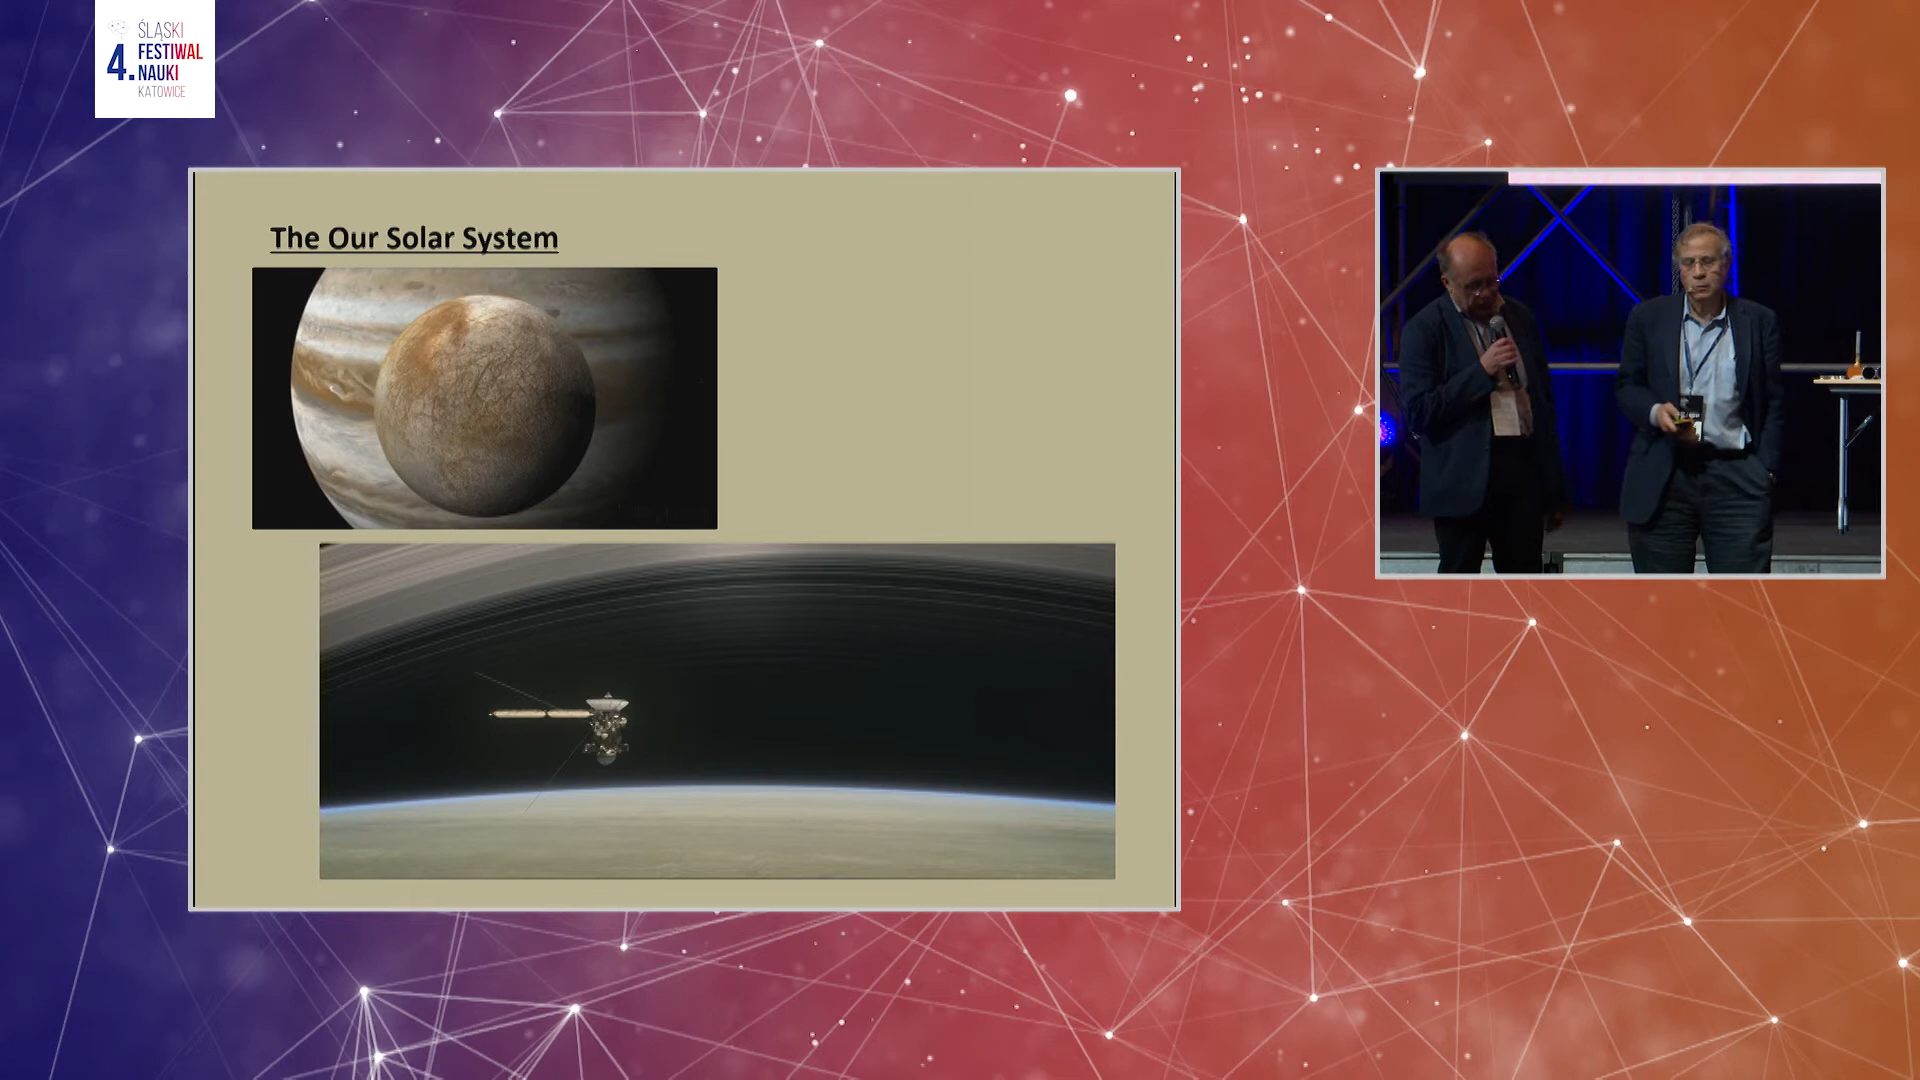 ŚLĄSKI
4. FESTIWAL
NAUKI
KATOWICE
The Our Solar System